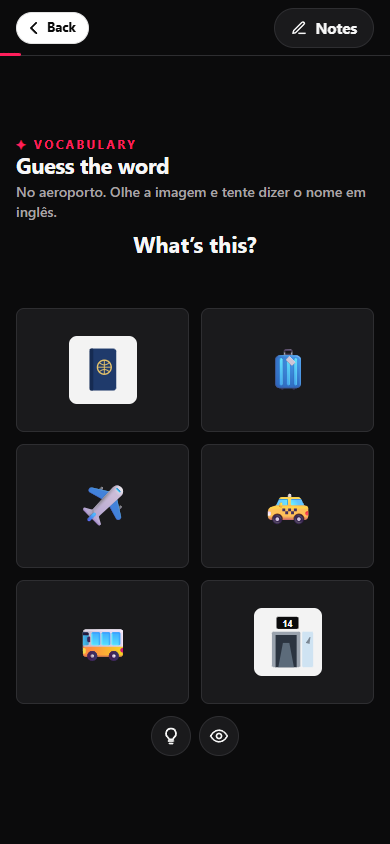 Back
Notes
VOCABULARY
Guess the word
No aeroporto. Olhe a imagem e tente dizer o nome em
inglês.
What's this?
14